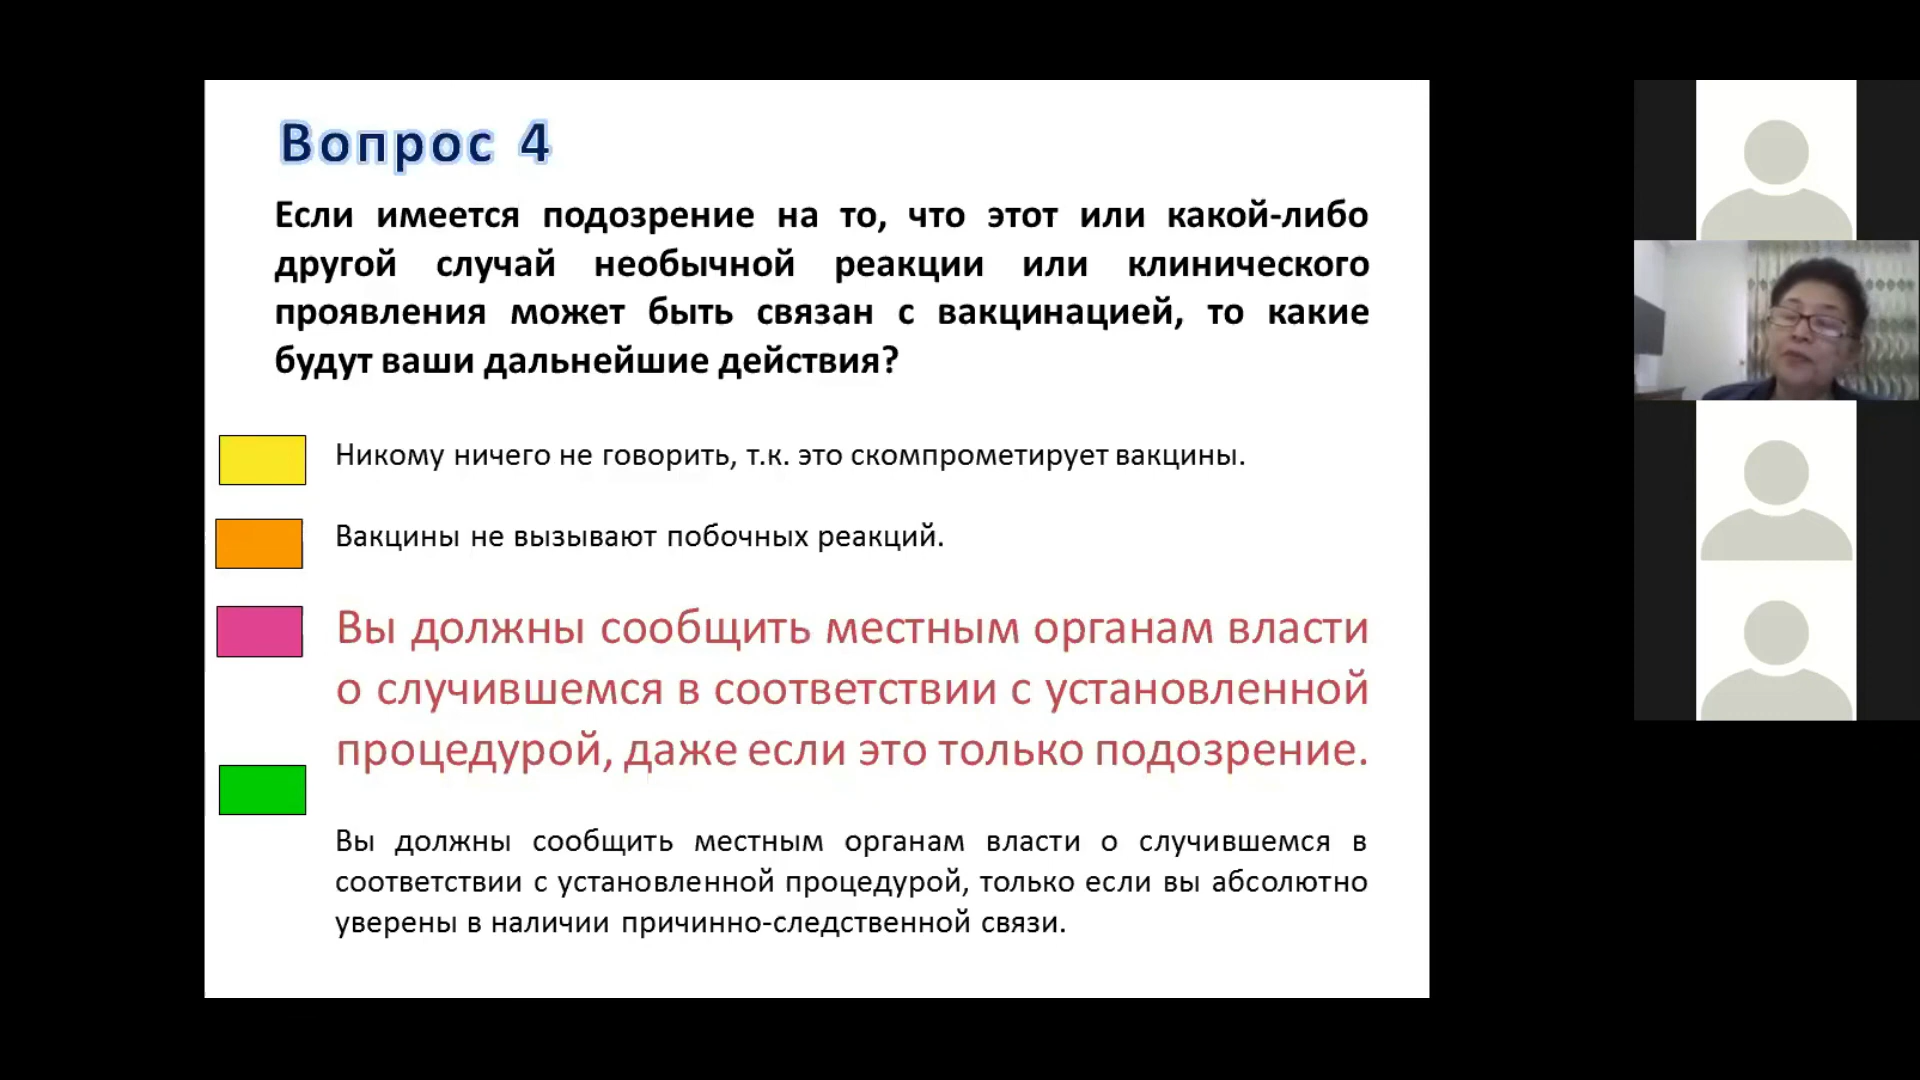 Вопрос 4
Если имеется подозрение на то, что этот или какой-либо
другой случай необычной реакции или клинического
проявления может быть связан с вакцинацией, то какие
будут ваши дальнейшие действия?
Никому ничего не говорить, т.к. это скомпрометирует вакцины.
Вакцины не вызывают побочных реакций.
Вы должны сообщить местным органам власти
о случившемся в соответствии с установленной
процедурой, даже если это только подозрение.
Вы должны сообщить местным органам власти о случившемся в
соответствии с установленной процедурой, только если вы абсолютно
уверены в наличии причинно-следственной связи.